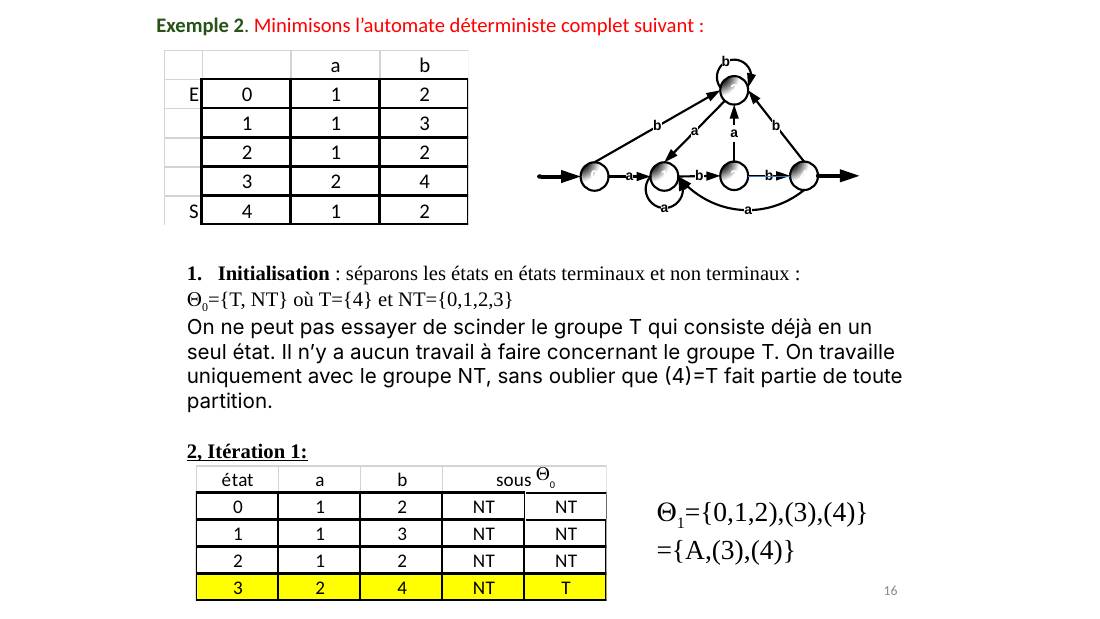 Exemple 2. Minimisons l’automate déterministe complet suivant :
a b
E 0 1 2
1 1 3
2 1 2
3 2 4
S 4 1 2
b
b a a b
a b b
a a
1. Initialisation : séparons les états en états terminaux et non terminaux :
Θ0={T, NT} où T={4} et NT={0,1,2,3}
On ne peut pas essayer de scinder le groupe T qui consiste déjà en un
seul état. Il n’y a aucun travail à faire concernant le groupe T. On travaille
uniquement avec le groupe NT, sans oublier que (4)=T fait partie de toute
partition.
2, Itération 1:
état a b sous Θ0
0 1 2 NT NT
1 1 3 NT NT
2 1 2 NT NT
3 2 4 NT T
Θ1={0,1,2),(3),(4)}
={A,(3),(4)}
16